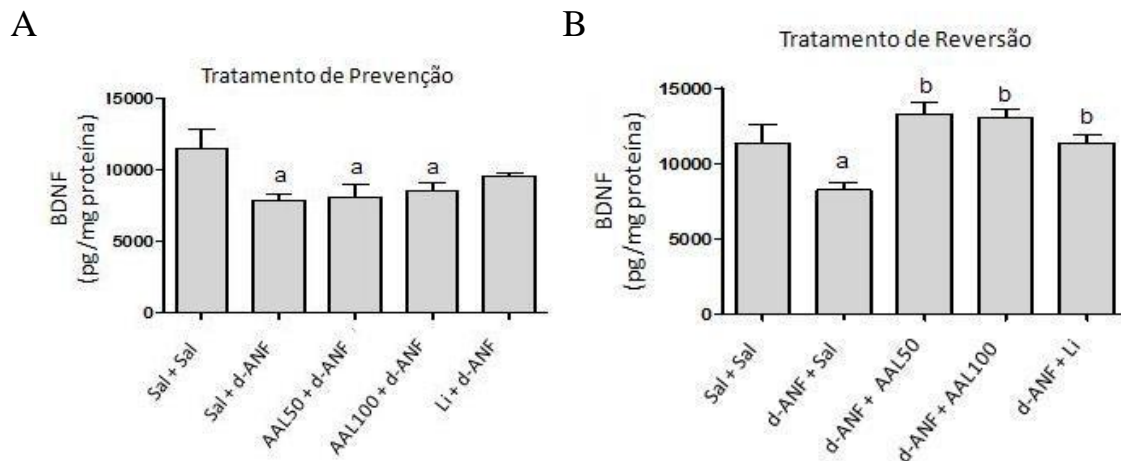 A
Tratamento de Prevenção
BDNF
(pg/mg proteína)
15000
10000
5000
0
a
a
a
Sal + Sal
Sal + d-ANF
AAL50 + d-ANF
AAL100 + d-ANF
Li + d-ANF
B
Tratamento de Reversão
BDNF
(pg/mg proteína)
15000
10000
5000
0
a
b
b
b
Sal + Sal
d-ANF + Sal
d-ANF + AAL50
d-ANF + AAL100
d-ANF + Li